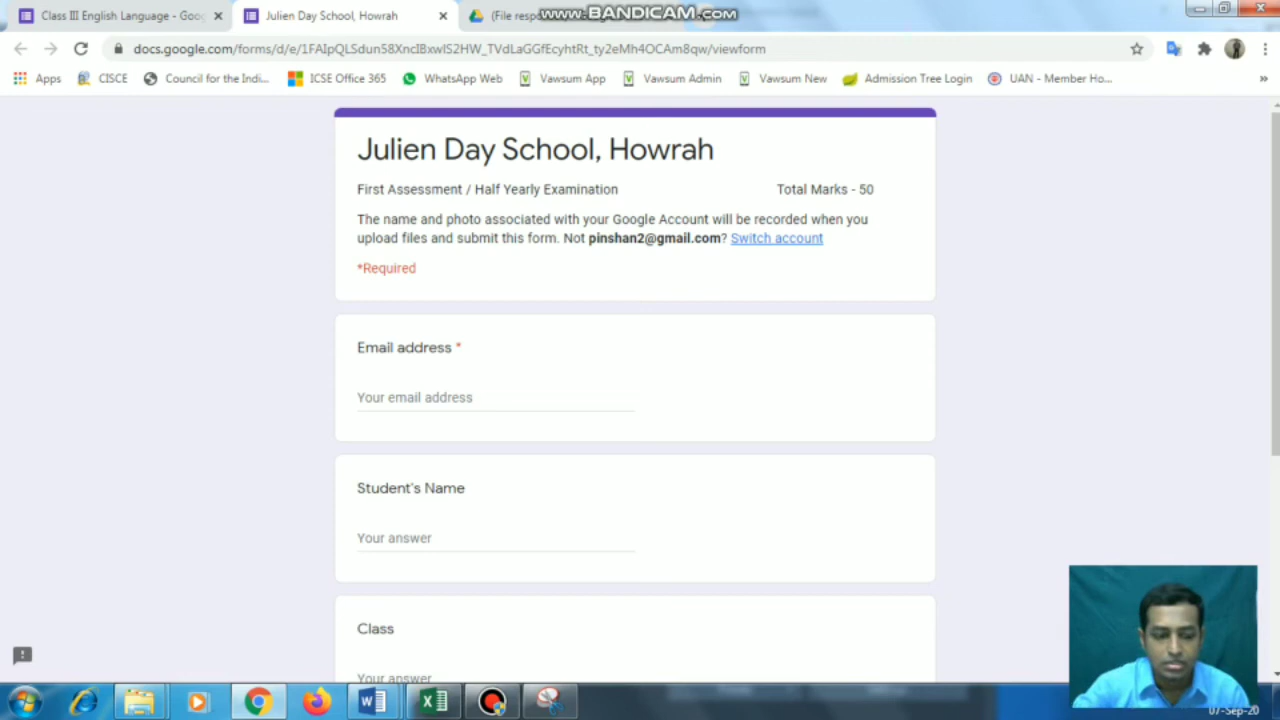 Class III English Language - Goog
Julien Day School, Howrah
(File resp
www.BANDICAM.com
docs.google.com/forms/d/e/1FAIpQLSdun58XncIBxwlS2HW_TVdLaGGfEcyhtRt_ty2eMh4OCAm8qw/viewform
Apps
CISCE
Council for the Indi...
ICSE Office 365
WhatsApp Web
Vawsum App
Vawsum Admin
Vawsum New
Admission Tree Login
UAN - Member Ho...
»
Julien Day School, Howrah
First Assessment / Half Yearly Examination Total Marks - 50
The name and photo associated with your Google Account will be recorded when you
upload files and submit this form. Not pinshan2@gmail.com? Switch account
*Required
Email address *
Your email address
Student's Name
Your answer
Class
Your answer
07-Sep-20